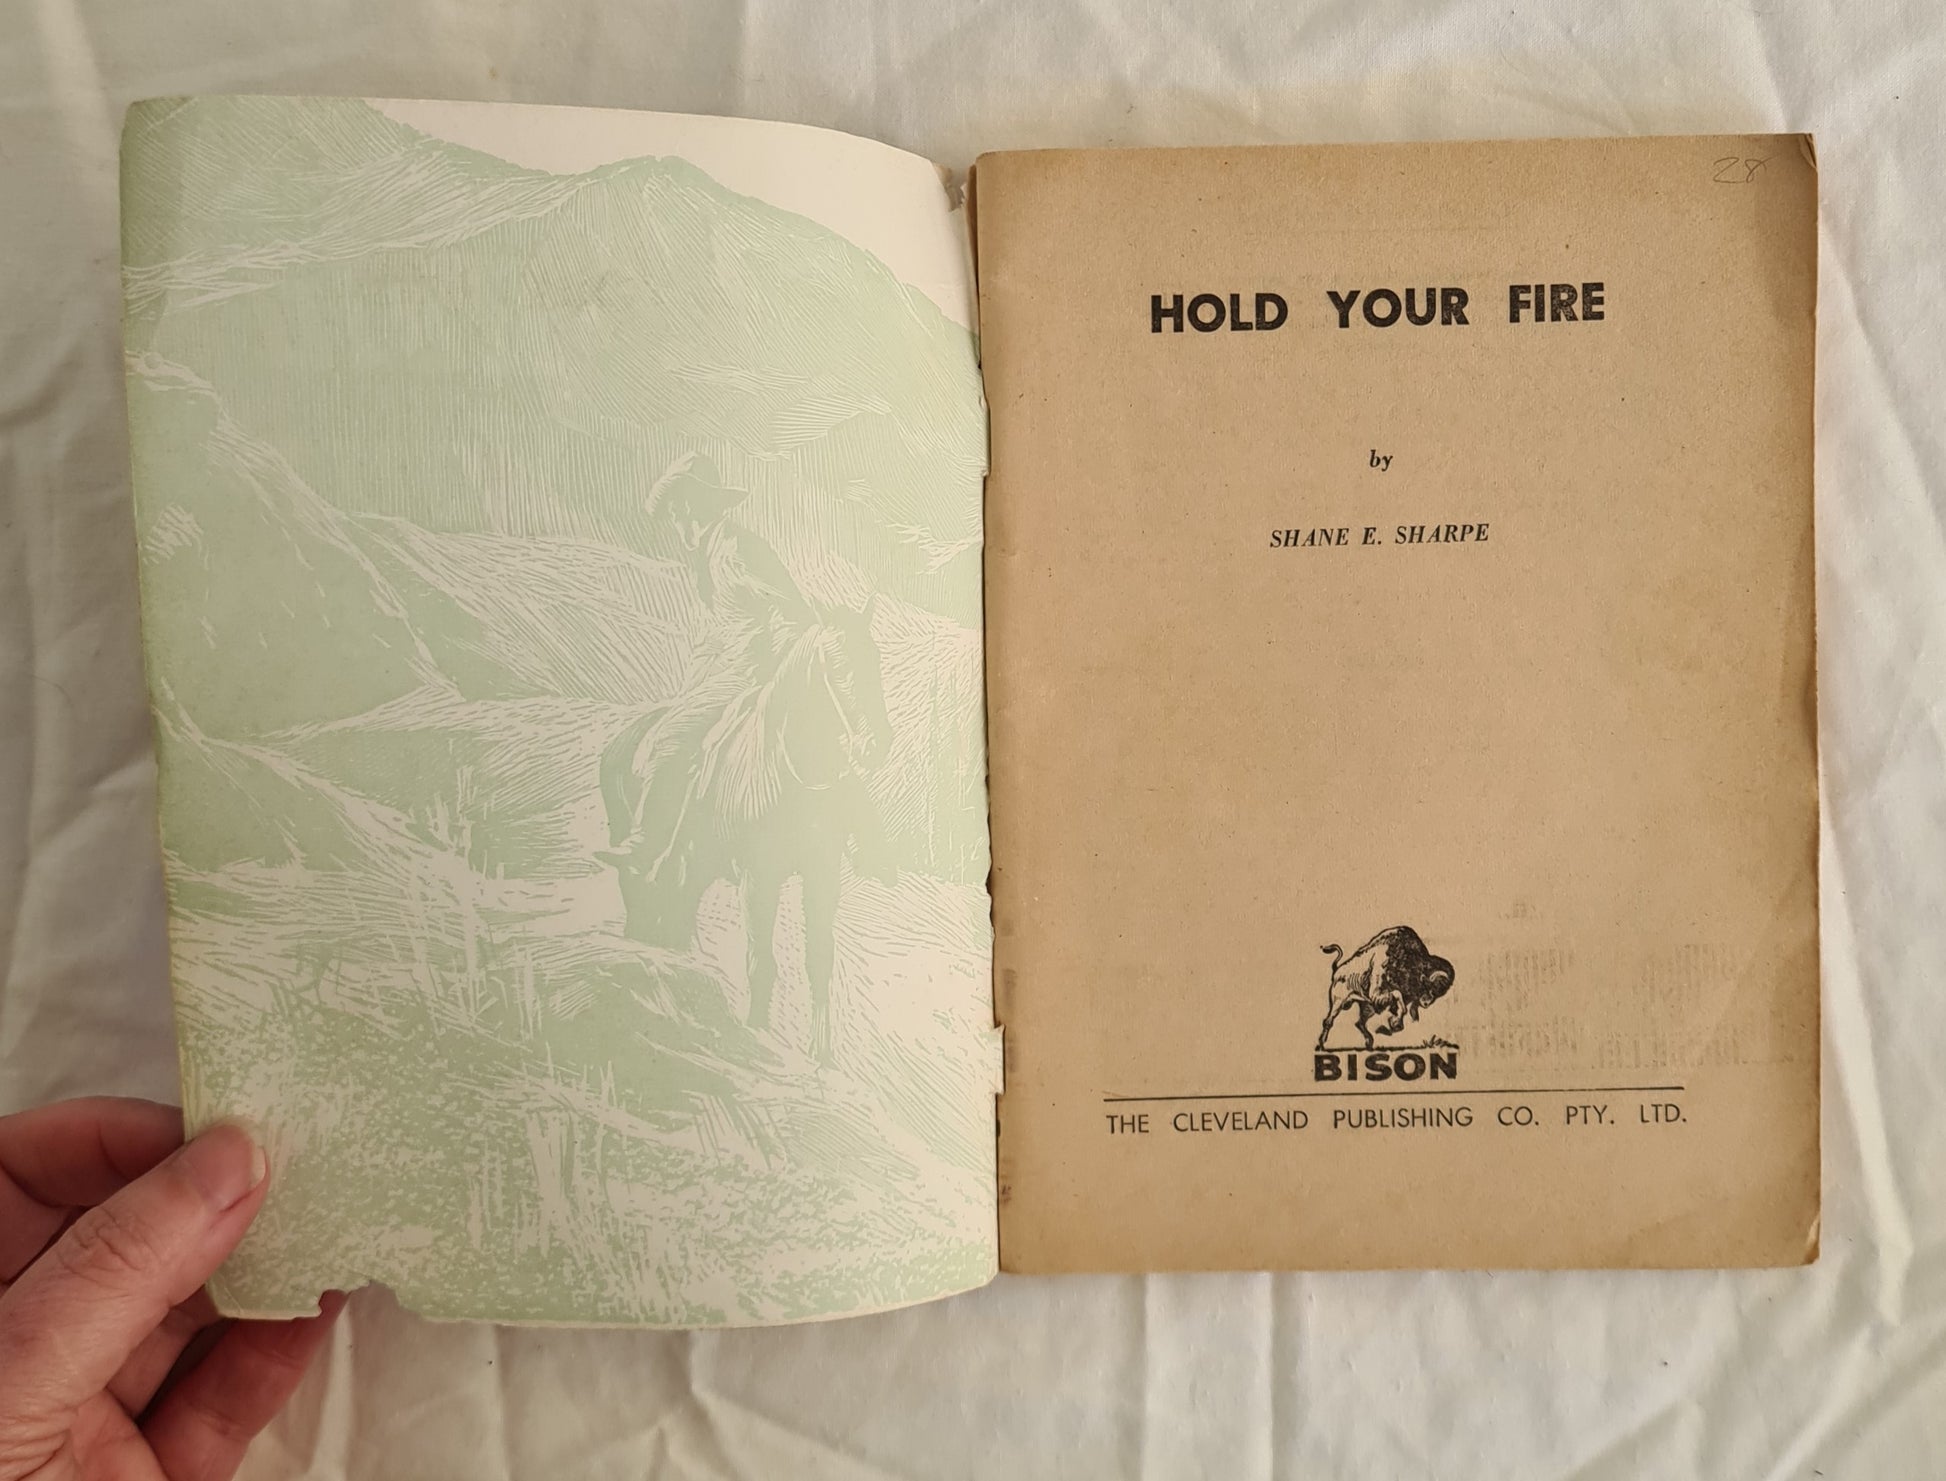 28
HOLD YOUR FIRE
by
SHANE E. SHARPE
BISON
THE CLEVELAND PUBLISHING CO. PTY. LTD.